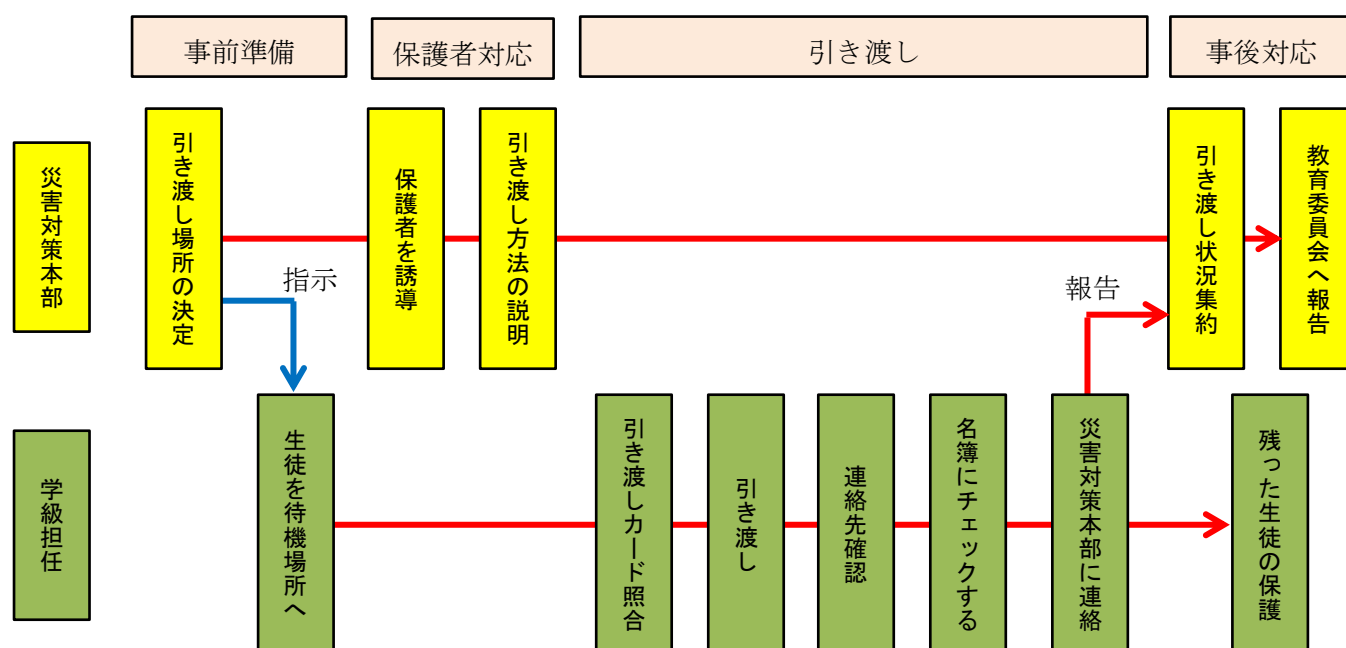 事前準備
保護者対応
引き渡し
事後対応
災害対策本部
引き渡し場所の決定
指示
保護者を誘導
引き渡し方法の説明
報告
引き渡し状況集約
教育委員会へ報告
学級担任
生徒を待機場所へ
引き渡しカード照合
引き渡し
連絡先確認
名簿にチェックする
災害対策本部に連絡
残った生徒の保護